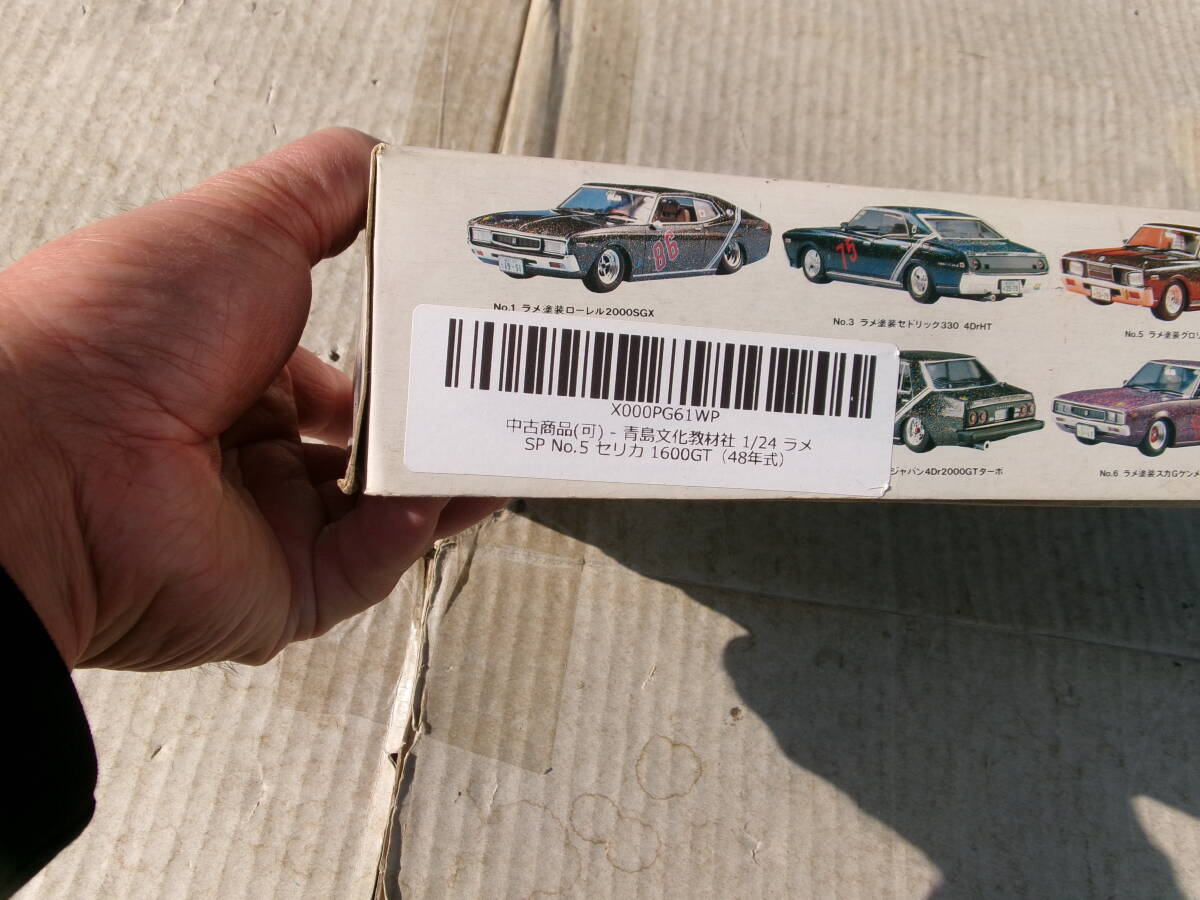 86
75
No.1 ラメ塗装ローレル2000SGX
No.3 ラメ塗装セドリック330 4DrHT
No.5 ラメ塗装グロリ
X000PG61WP
中古商品(可) - 青島文化教材社 1/24 ラメ
SP No.5 セリカ 1600GT（48年式）
ジャパン4Dr2000GTターボ
No.6 ラメ塗装スカGケンメ